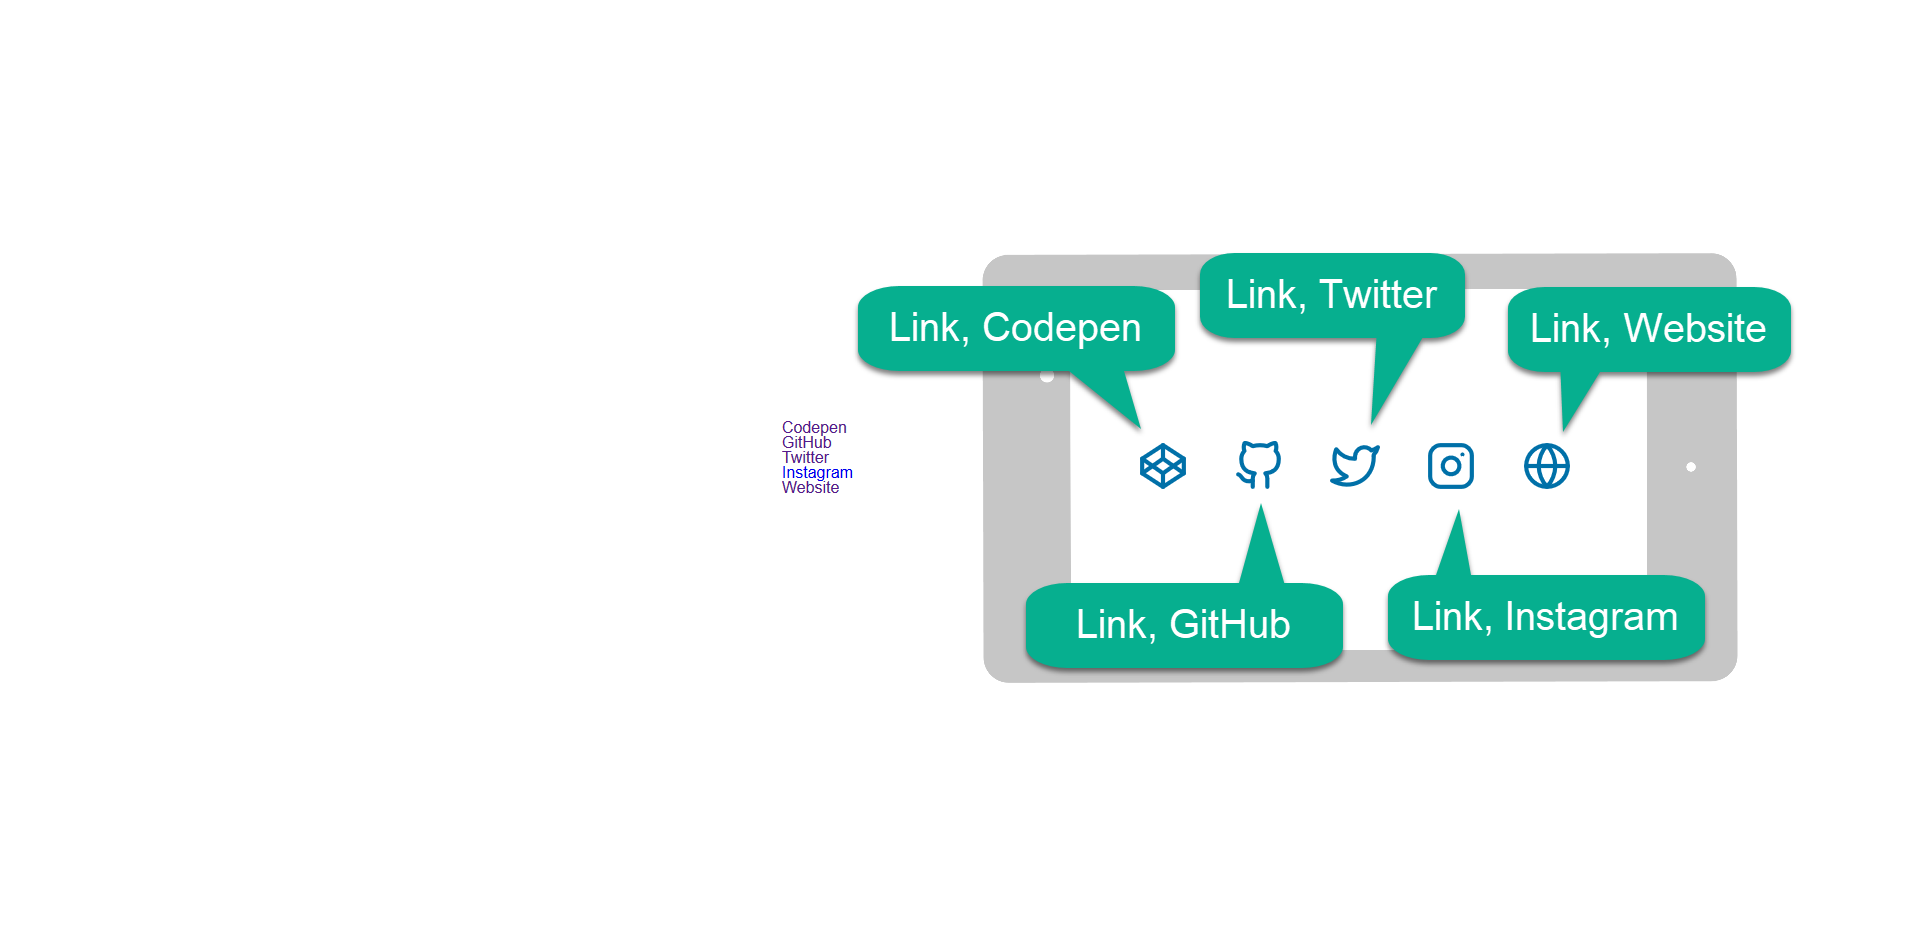 Codepen
GitHub
Twitter
Instagram
Website
Link, Codepen
Link, Twitter
Link, Website
Link, GitHub
Link, Instagram